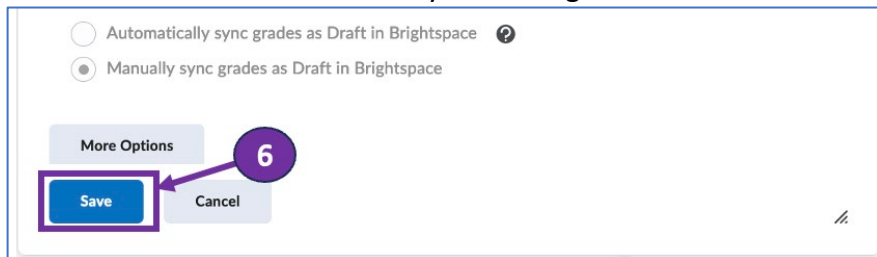 Automatically sync grades as Draft in Brightspace ?
Manually sync grades as Draft in Brightspace
More Options
6
Save Cancel